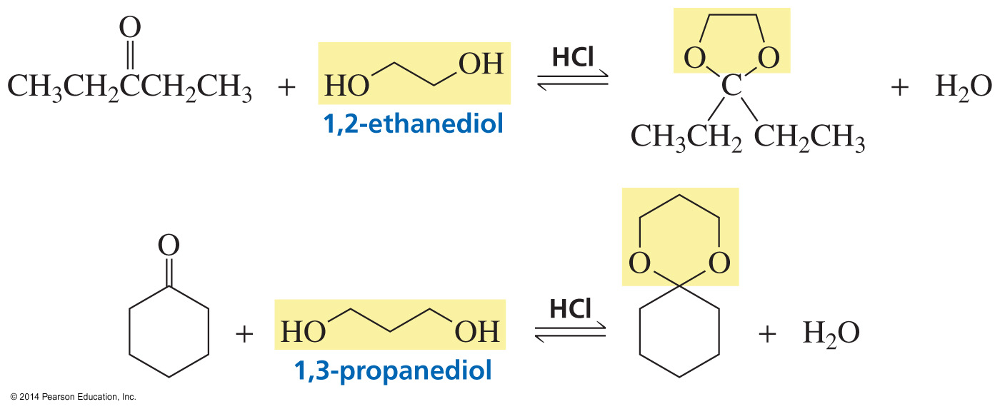 O
CH₃CH₂CCH₂CH₃ + HO OH HCl O O C + H₂O
1,2-ethanediol
CH₃CH₂ CH₂CH₃
O
+ HO OH HCl O O + H₂O
1,3-propanediol
© 2014 Pearson Education, Inc.